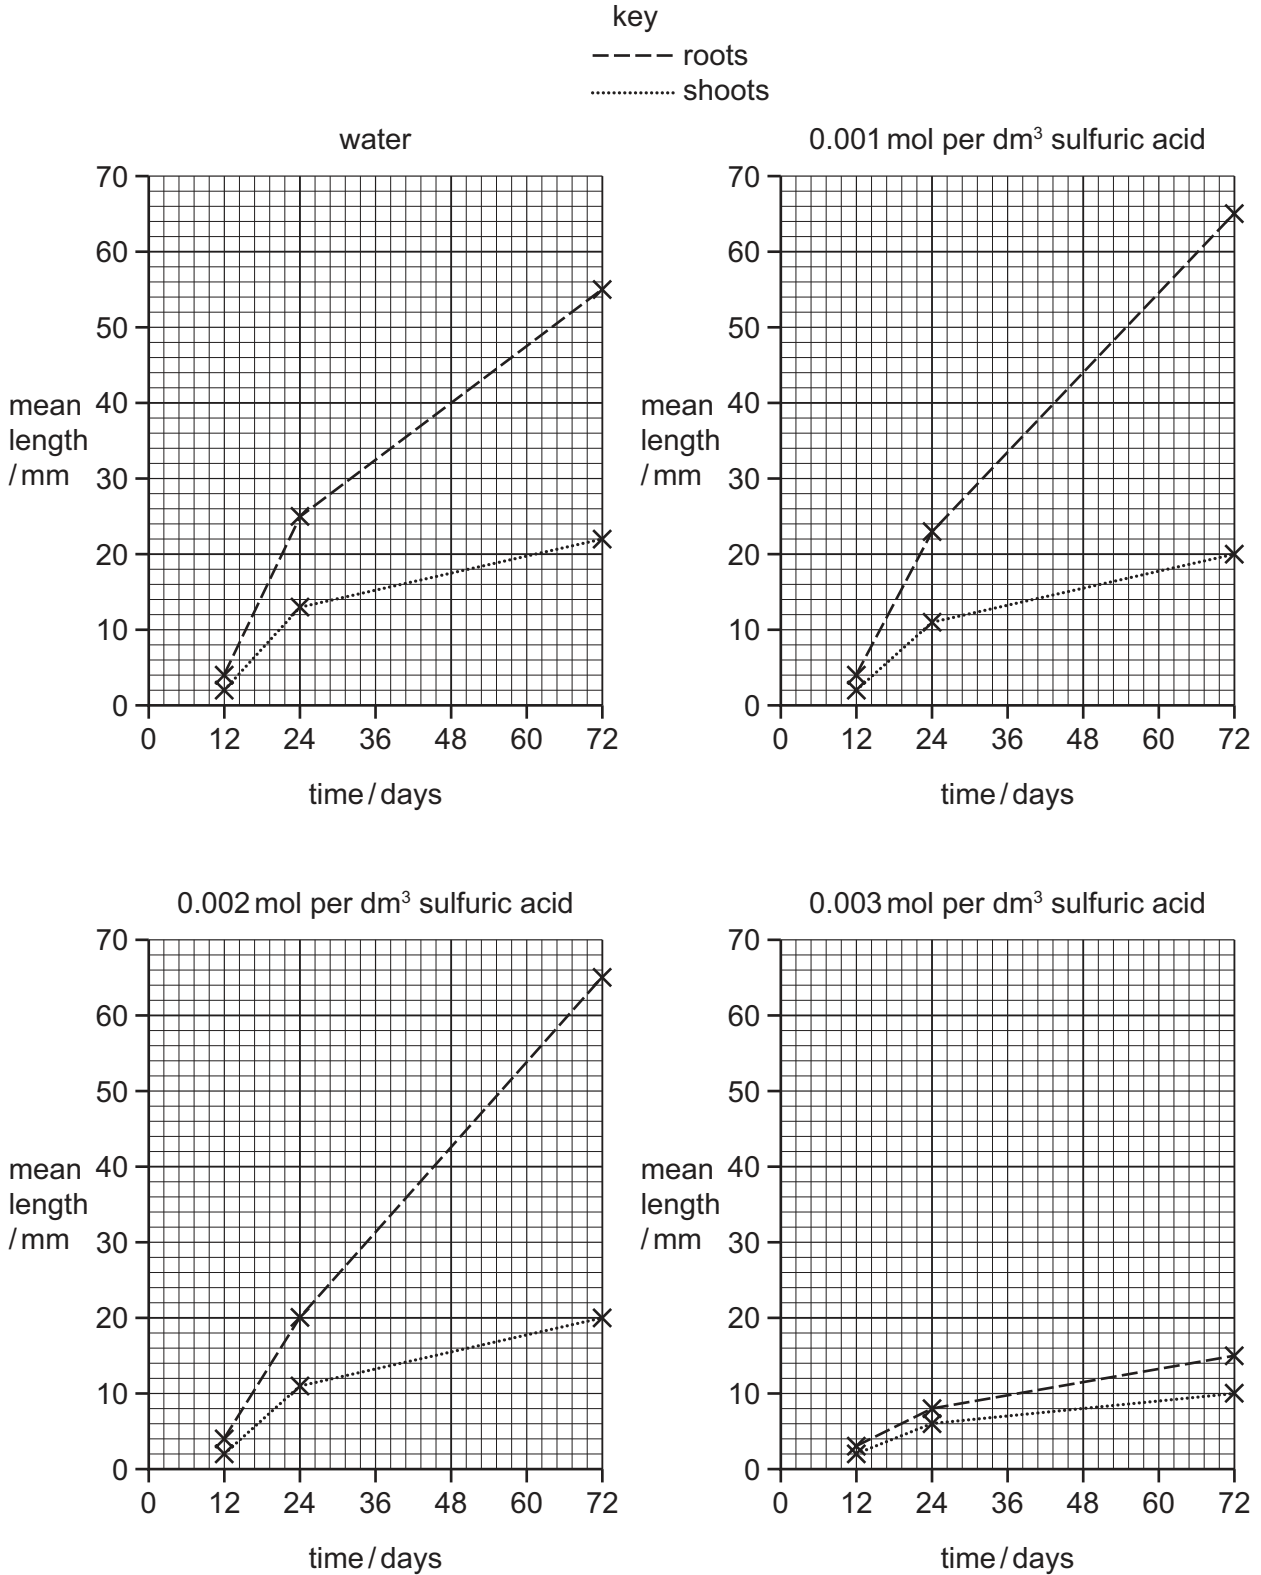 key
roots
shoots
water
70
60
50
40
30
20
10
0
mean
length
/ mm
0 12 24 36 48 60 72
time / days
0.001 mol per dm³ sulfuric acid
70
60
50
40
30
20
10
0
mean
length
/ mm
0 12 24 36 48 60 72
time / days
0.002 mol per dm³ sulfuric acid
70
60
50
40
30
20
10
0
mean
length
/ mm
0 12 24 36 48 60 72
time / days
0.003 mol per dm³ sulfuric acid
70
60
50
40
30
20
10
0
mean
length
/ mm
0 12 24 36 48 60 72
time / days